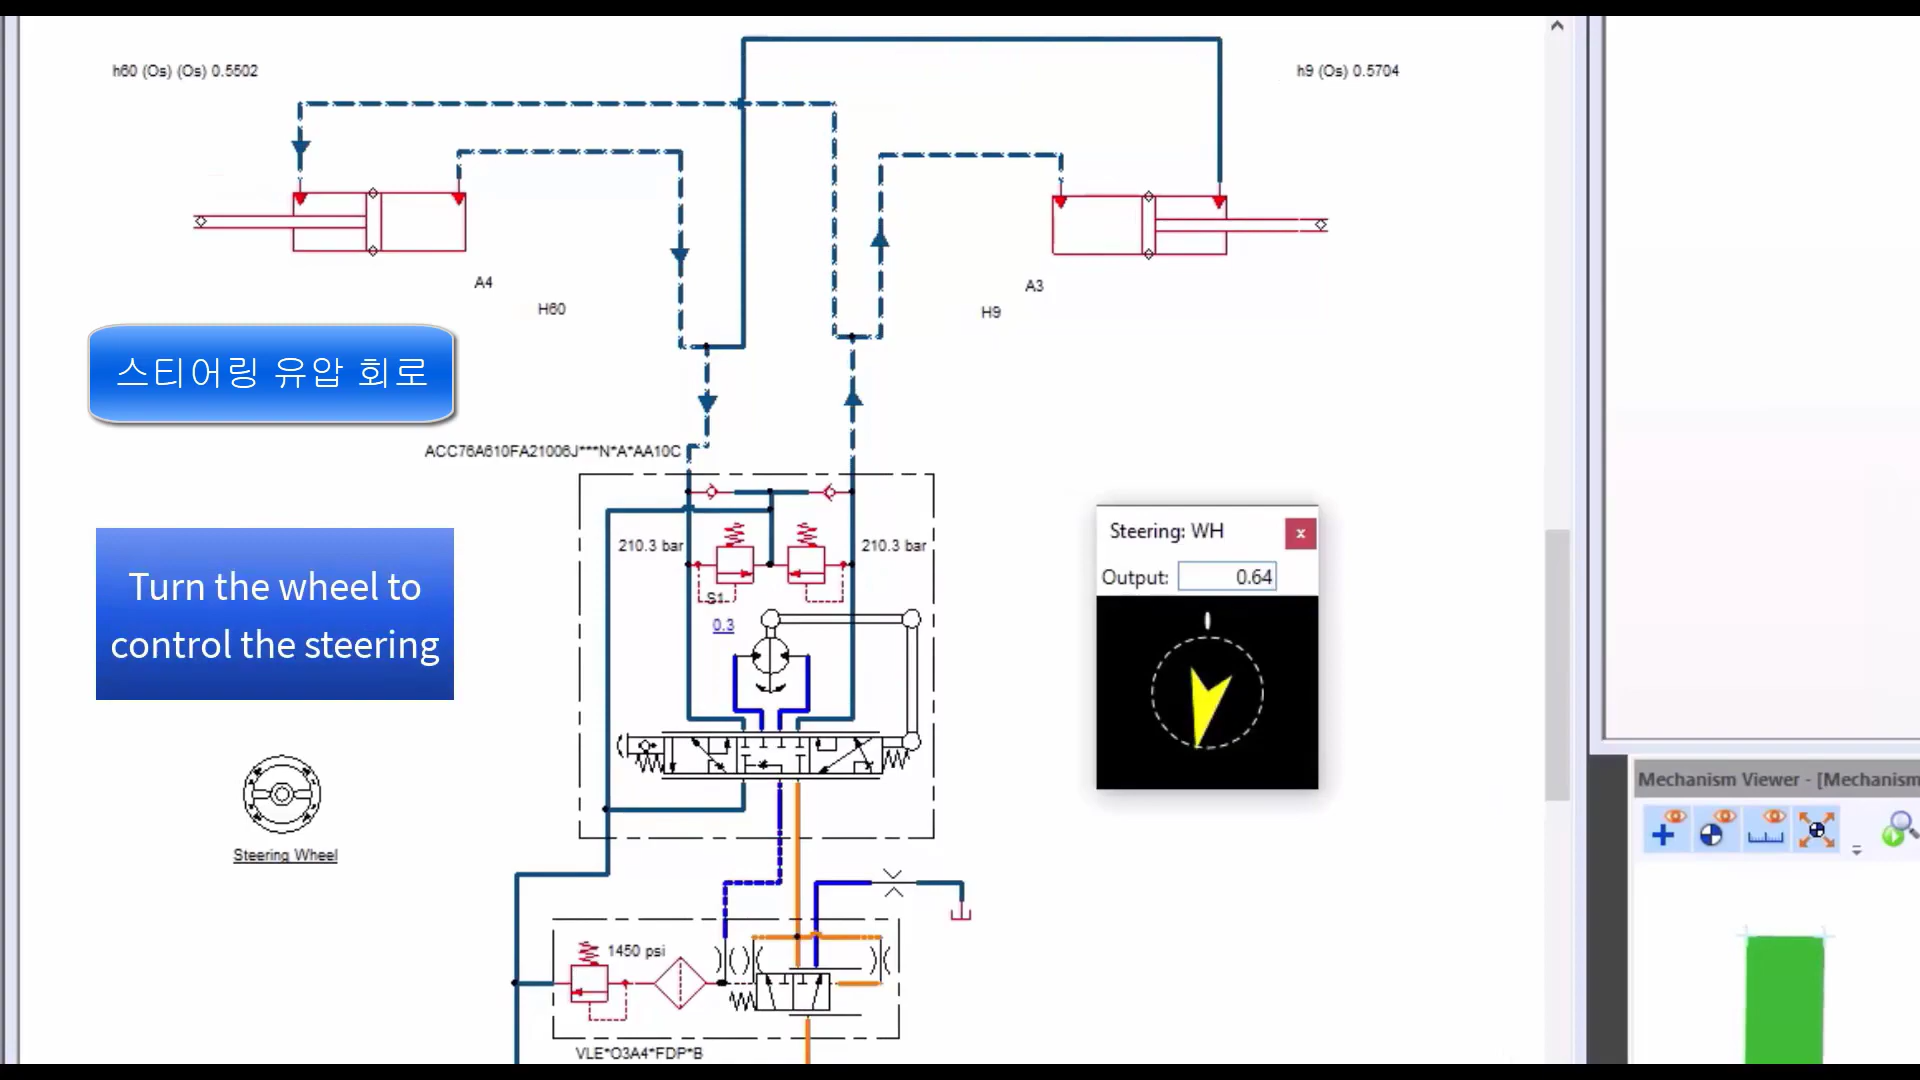 h60 (Os) (Os) 0.5502
h9 (Os) 0.5704
A4
H60
A3
H9
스티어링 유압 회로
ACC76A610FA21006J***N*A*AA10C
210.3 bar
210.3 bar
S1
0.3
Turn the wheel to
control the steering
Steering: WH
x
Output: 0.64
0
Steering Wheel
1450 psi
VLE*O3A4*FDP*B
Mechanism Viewer - [Mechanism